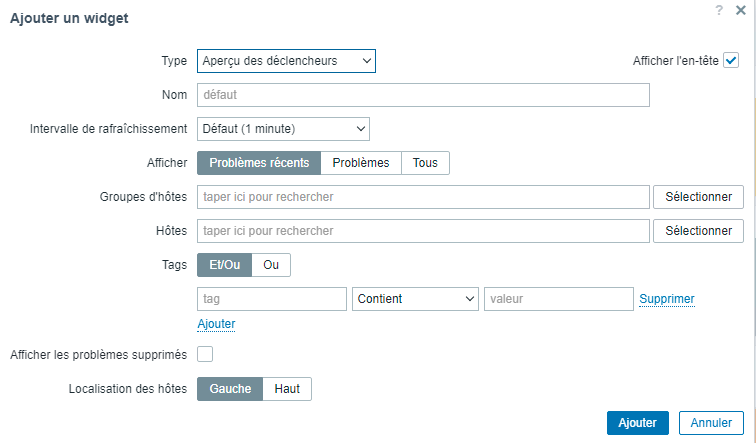 Ajouter un widget
? ×
Type Aperçu des déclencheurs Afficher l'en-tête
Nom défaut
Intervalle de rafraîchissement Défaut (1 minute)
Afficher Problèmes récents Problèmes Tous
Groupes d'hôtes taper ici pour rechercher Sélectionner
Hôtes taper ici pour rechercher Sélectionner
Tags Et/Ou Ou
tag Contient valeur Supprimer
Ajouter
Afficher les problèmes supprimés
Localisation des hôtes Gauche Haut
Ajouter Annuler